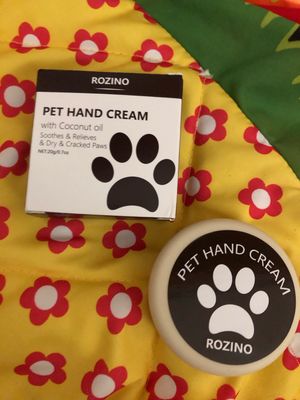 ROZINO
PET HAND CREAM
with Coconut oil
Soothes & Relieves
& Dry & Cracked Paws
NET:20g/0.7oz
PET HAND CREAM
ROZINO